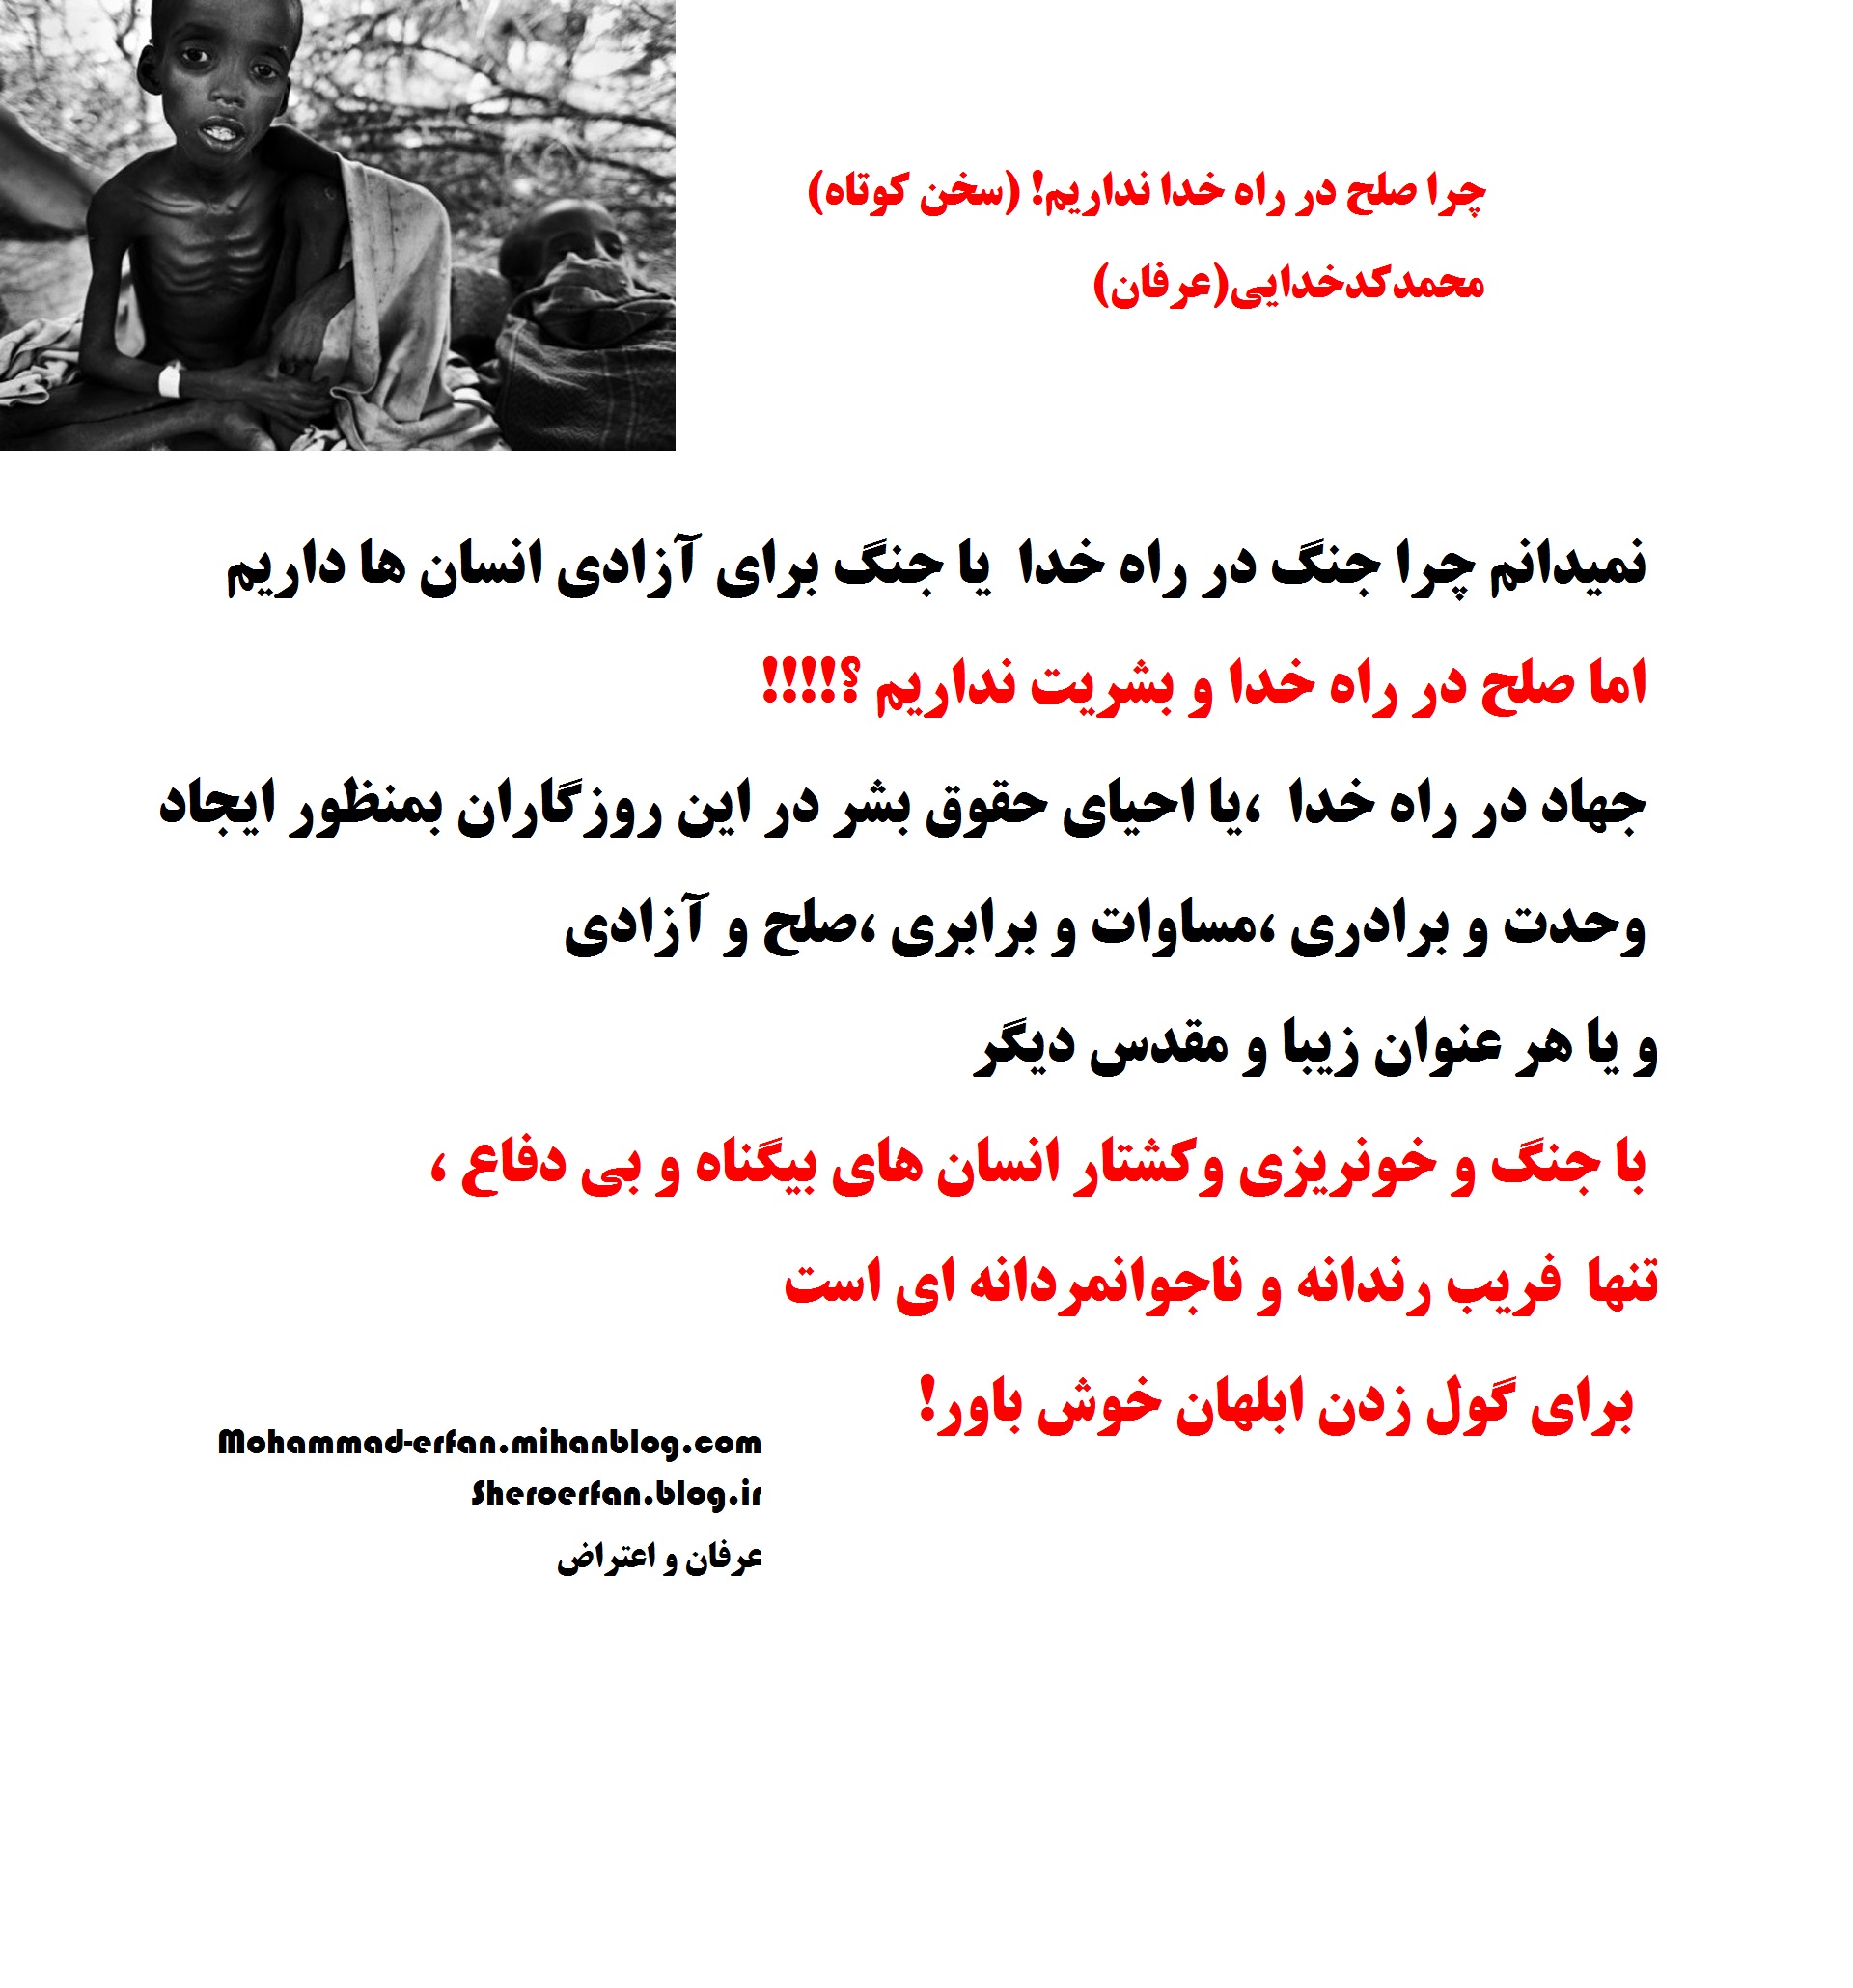 چرا صلح در راه خدا نداریم! (سخن کوتاه)
محمدکدخدایی(عرفان)
نمیدانم چرا جنگ در راه خدا یا جنگ برای آزادی انسان ها داریم
اما صلح در راه خدا و بشریت نداریم ؟!!!!
جهاد در راه خدا ،یا احیای حقوق بشر در این روزگاران بمنظور ایجاد
وحدت و برادری ،مساوات و برابری ،صلح و آزادی
و یا هر عنوان زیبا و مقدس دیگر
با جنگ و خونریزی وکشتار انسان های بیگناه و بی دفاع ،
تنها فریب رندانه و ناجوانمردانه ای است
برای گول زدن ابلهان خوش باور!
Mohammad-erfan.mihanblog.com
Sheroerfan.blog.ir
عرفان و اعتراض